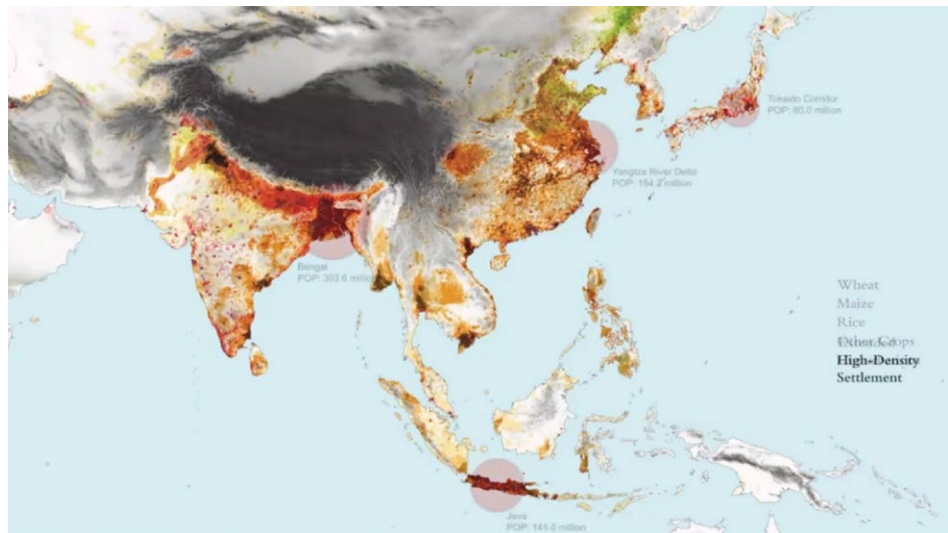 Tokaido Corridor
POP: 60.0 million
Yangtze River Delta
POP: 154.2 million
Bengal
POP: 303.6 million
Wheat
Maize
Rice
Other Crops
High-Density
Settlement
Java
POP: 145.0 million